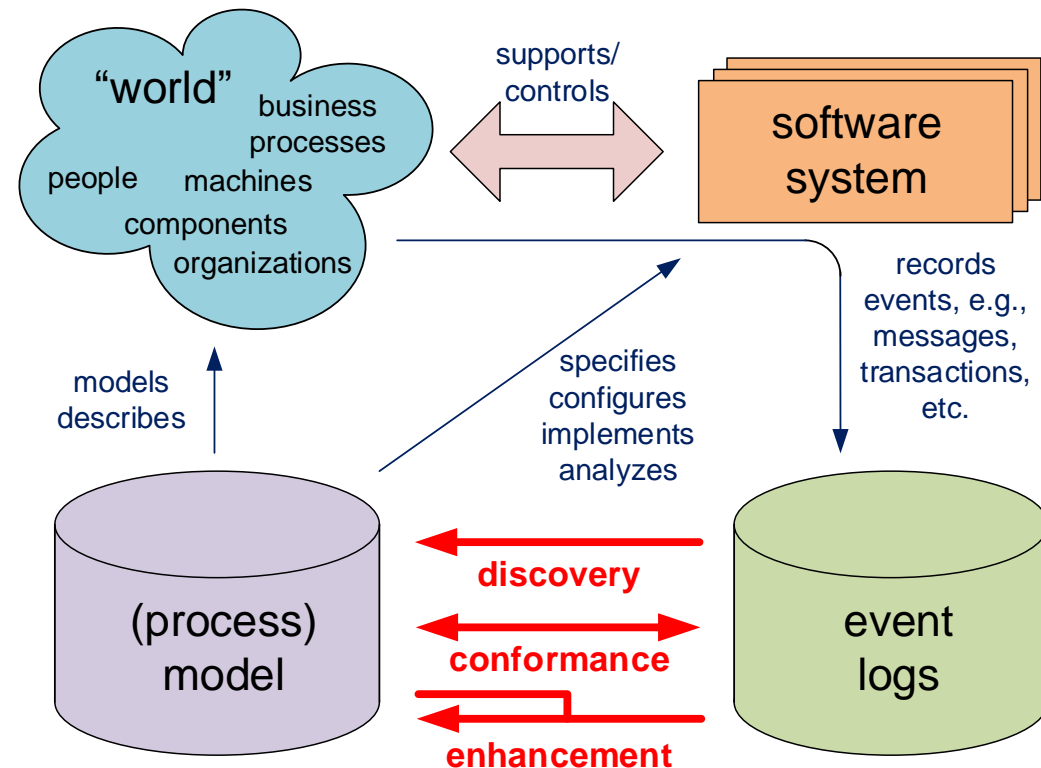 “world”
business
processes
people
machines
components
organizations
supports/
controls
software
system
records
events, e.g.,
messages,
transactions,
etc.
models
describes
specifies
configures
implements
analyzes
(process)
model
discovery
conformance
enhancement
event
logs